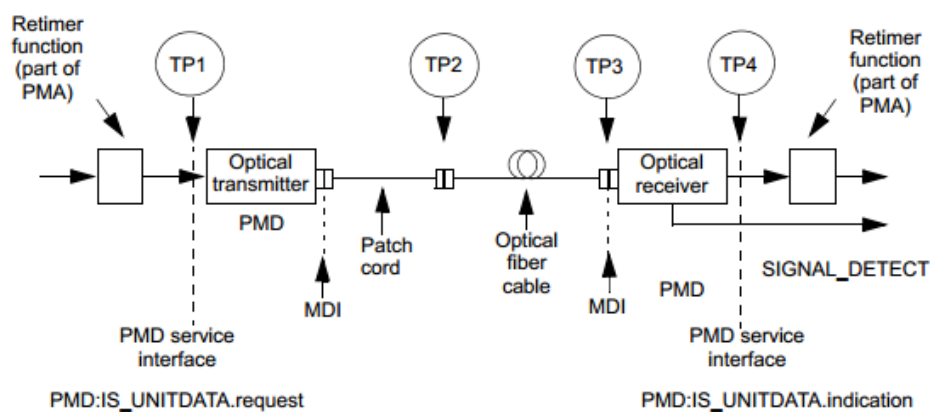 Retimer
function
(part of
PMA)
TP1
TP2
TP3
TP4
Retimer
function
(part of
PMA)
Optical
transmitter
Optical
receiver
PMD
Patch
cord
Optical
fiber
cable
MDI
MDI
PMD
SIGNAL_DETECT
PMD service
interface
PMD service
interface
PMD:IS_UNITDATA.request
PMD:IS_UNITDATA.indication